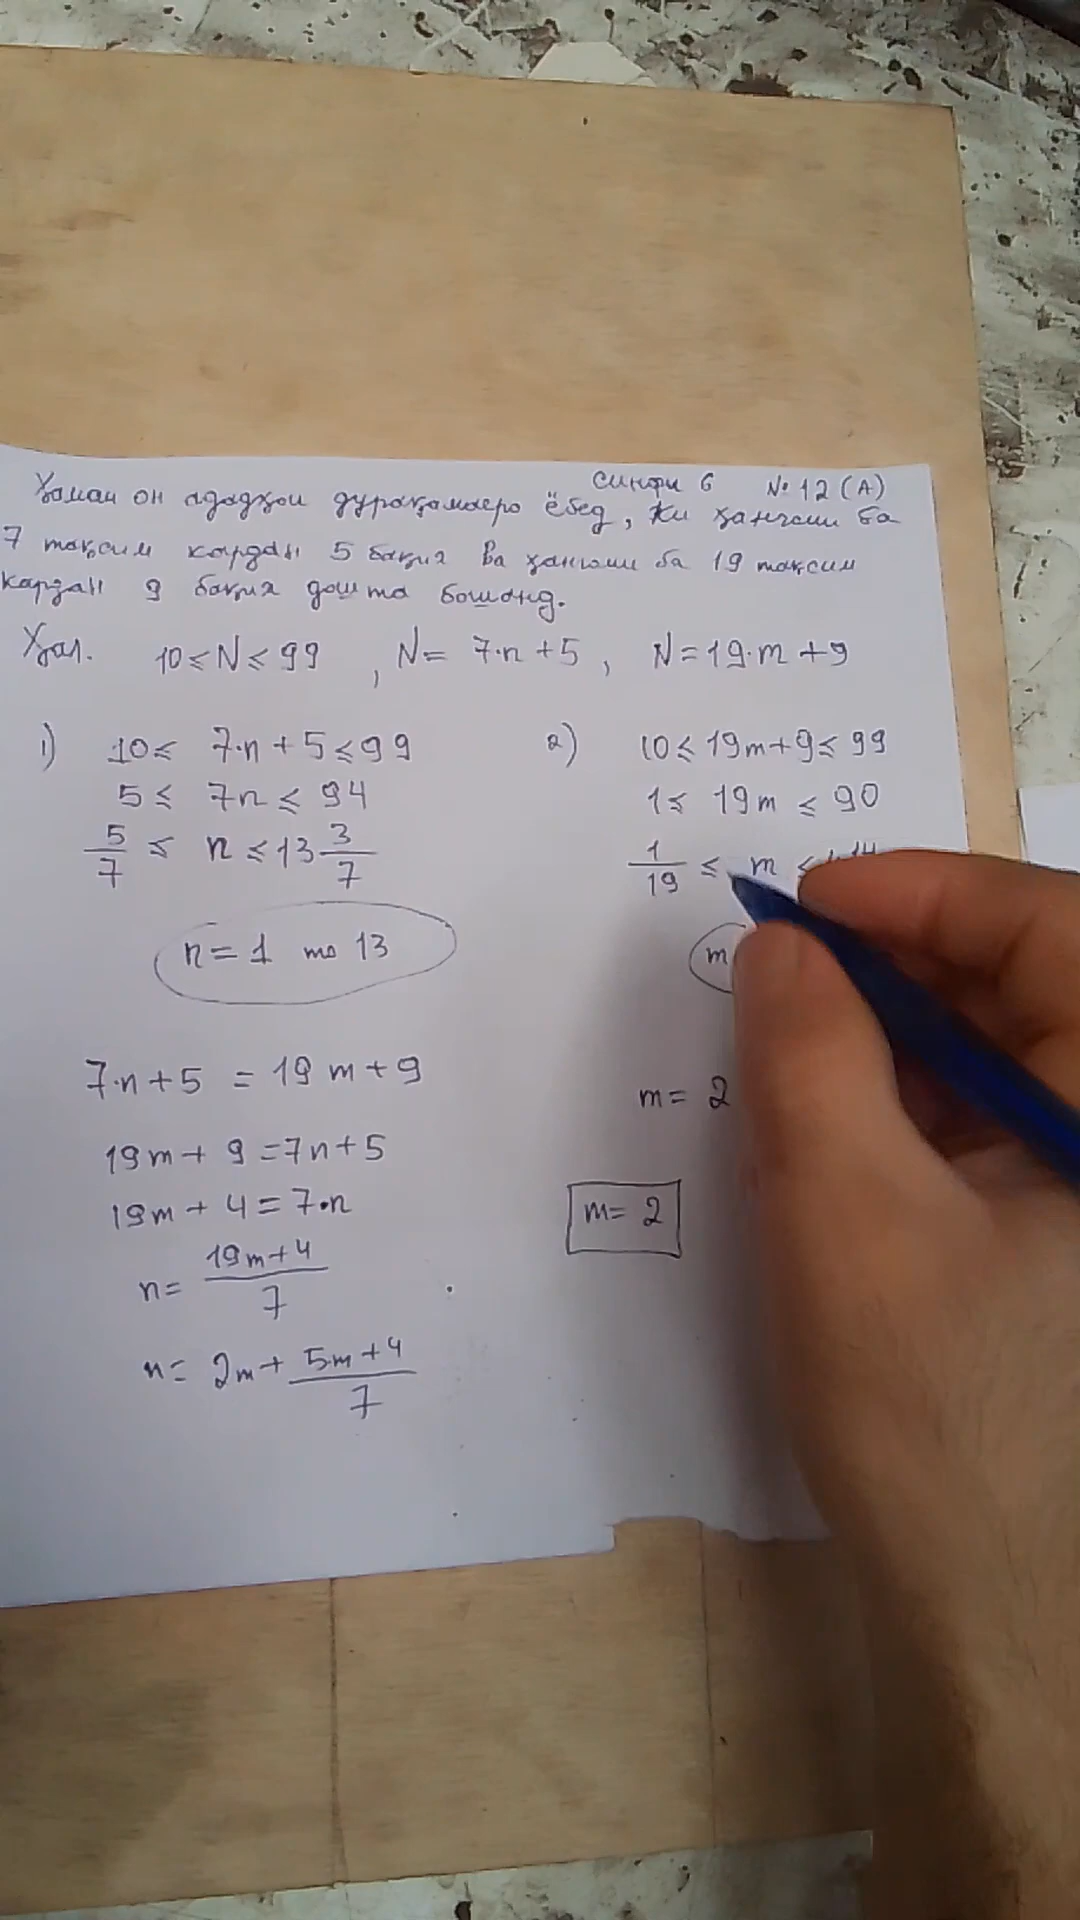 синфи 6 № 12 (А)
Ҳамаи он ададҳои дурақамаеро ёбед, ки ҳангоми ба
7 тақсим кардан 5 бақия ва ҳангоми ба 19 тақсим
кардан 9 бақия дошта бошанд.
Ҳал. 10 ≤ N ≤ 99 , N = 7·n + 5 , N = 19·m + 9
1) 10 ≤ 7·n + 5 ≤ 99
5 ≤ 7n ≤ 94
5/7 ≤ n ≤ 13 3/7
n = 1 то 13
2) 10 ≤ 19m + 9 ≤ 99
1 ≤ 19m ≤ 90
1/19 ≤ m ≤
m
7·n + 5 = 19m + 9
19m + 9 = 7n + 5
19m + 4 = 7·n
n = (19m + 4)/7
n = 2m + (5m + 4)/7
m = 2
m = 2